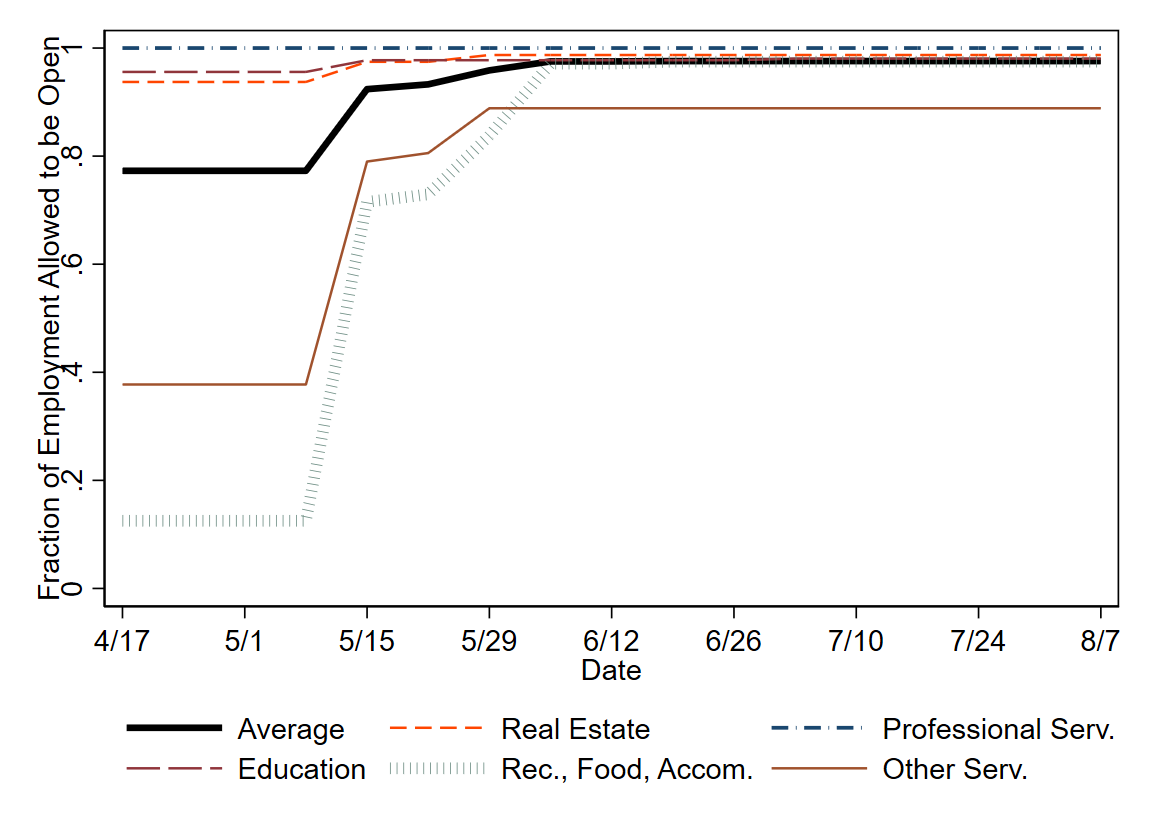 Fraction of Employment Allowed to be Open
1
.8
.6
.4
.2
0
4/17 5/1 5/15 5/29 6/12 6/26 7/10 7/24 8/7
Date
Average Real Estate Professional Serv.
Education Rec., Food, Accom. Other Serv.